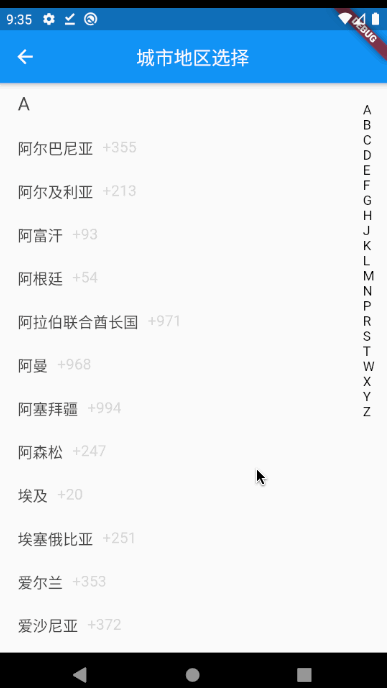 9:35
DEBUG
城市地区选择
A
阿尔巴尼亚 +355
阿尔及利亚 +213
阿富汗 +93
阿根廷 +54
阿拉伯联合酋长国 +971
阿曼 +968
阿塞拜疆 +994
阿森松 +247
埃及 +20
埃塞俄比亚 +251
爱尔兰 +353
爱沙尼亚 +372
A
B
C
D
E
F
G
H
J
K
L
M
N
P
R
S
T
W
X
Y
Z